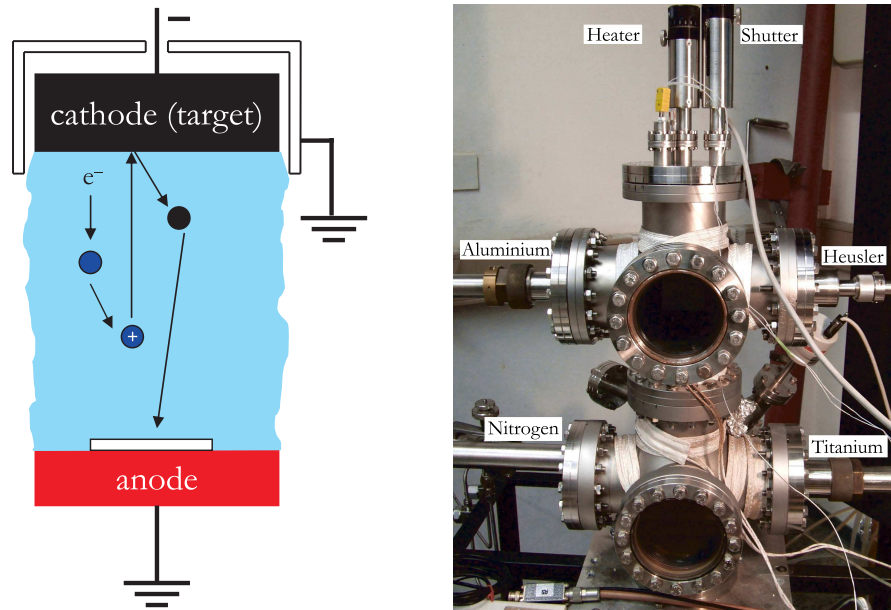 −
cathode (target)
e⁻
+
anode
Heater
Shutter
Aluminium
Heusler
Nitrogen
Titanium